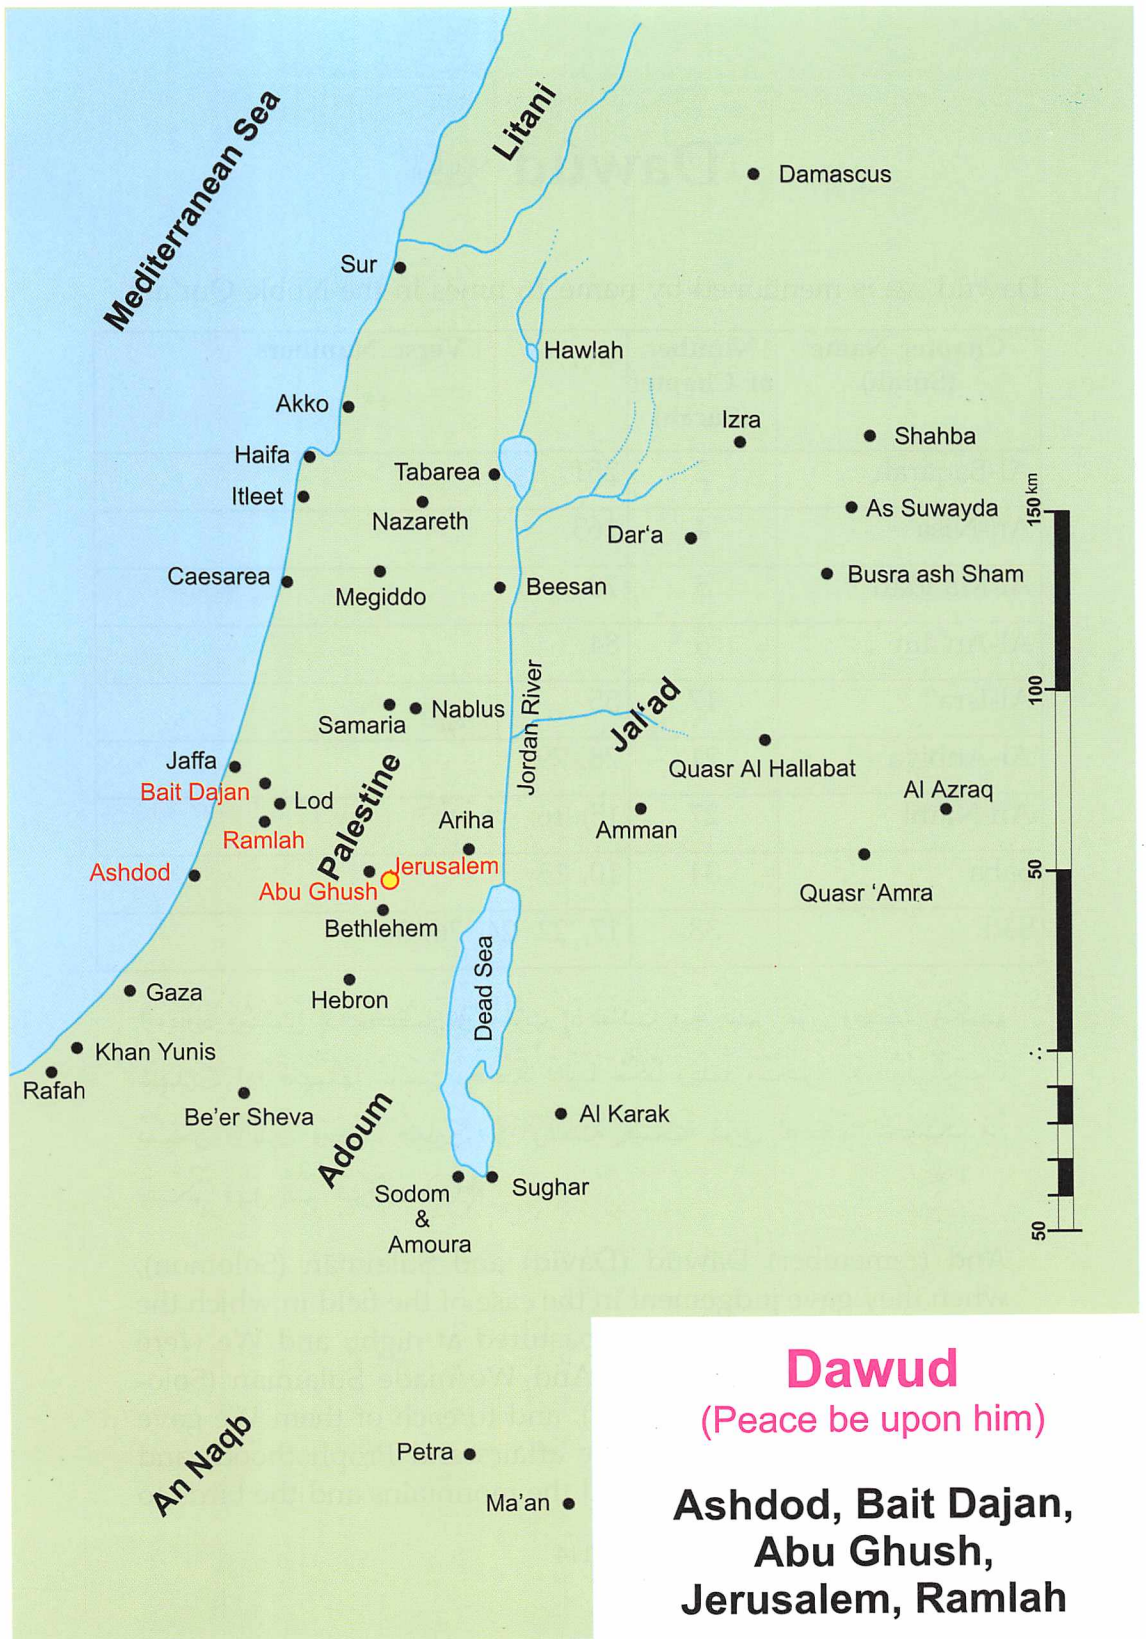 Mediterranean Sea
Litani
Damascus
Sur
Hawlah
Akko
Izra
Shahba
Haifa
Tabarea
Itleet
Nazareth
As Suwayda
Dar‘a
Caesarea
Megiddo
Beesan
Busra ash Sham
Jordan River
Jal‘ad
Samaria
Nablus
Jaffa
Bait Dajan
Lod
Palestine
Quasr Al Hallabat
Al Azraq
Ramlah
Ariha
Amman
Ashdod
Jerusalem
Abu Ghush
Quasr ‘Amra
Bethlehem
Dead Sea
Gaza
Hebron
Khan Yunis
Rafah
Be’er Sheva
Adoum
Al Karak
Sodom
&
Amoura
Sughar
150 km
100
50
50
An Naqb
Petra
Ma’an
Dawud
(Peace be upon him)
Ashdod, Bait Dajan,
Abu Ghush,
Jerusalem, Ramlah